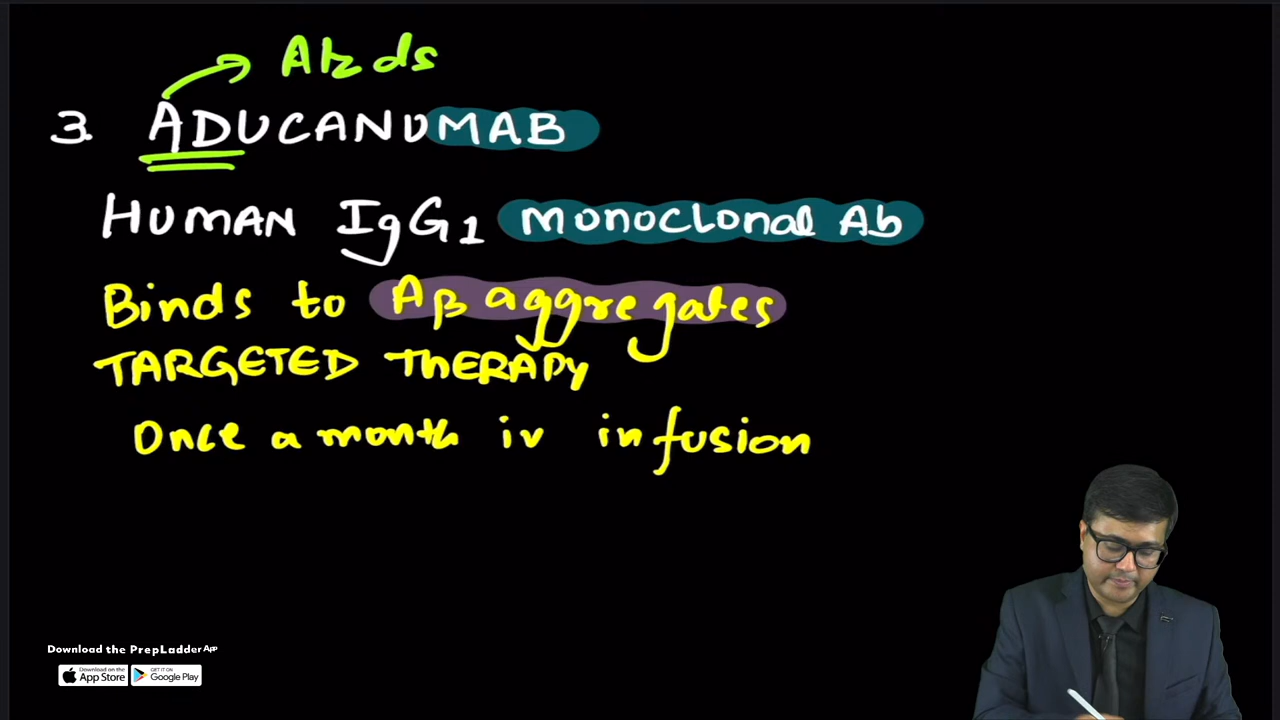 Alz ds
3 ADUCANUMAB
HUMAN IgG1 monoclonal Ab
Binds to Aβ aggregates
TARGETED THERAPY
Once a month iv infusion
Download the PrepLadder App
Download on the App Store
GET IT ON Google Play